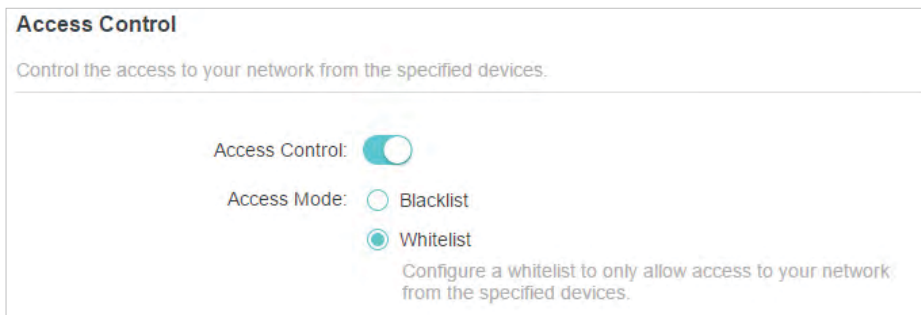 Access Control
Control the access to your network from the specified devices.
Access Control:
Access Mode: Blacklist
Whitelist
Configure a whitelist to only allow access to your network
from the specified devices.